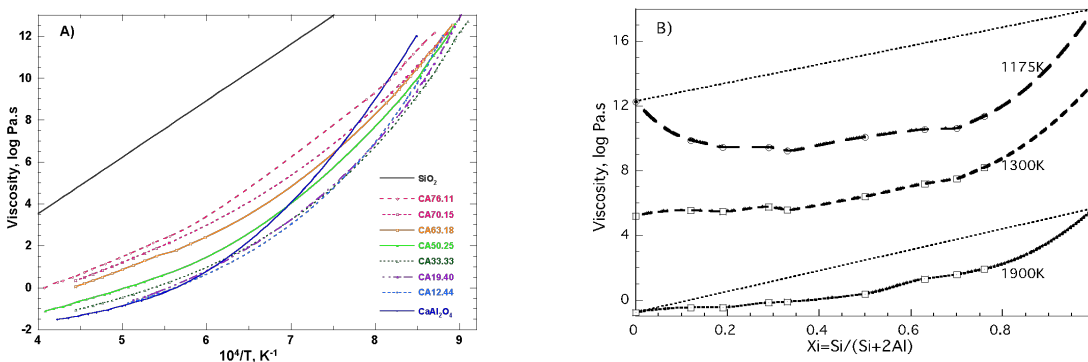 A)
Viscosity, log Pa.s
12
10
8
6
4
2
0
-2
4 5 6 7 8 9
10⁴/T, K⁻¹
SiO₂
CA76.11
CA70.15
CA63.18
CA50.25
CA33.33
CA19.40
CA12.44
CaAl₂O₄
B)
Viscosity, log Pa.s
16
12
8
4
0
0 0.2 0.4 0.6 0.8
Xi=Si/(Si+2Al)
1175K
1300K
1900K